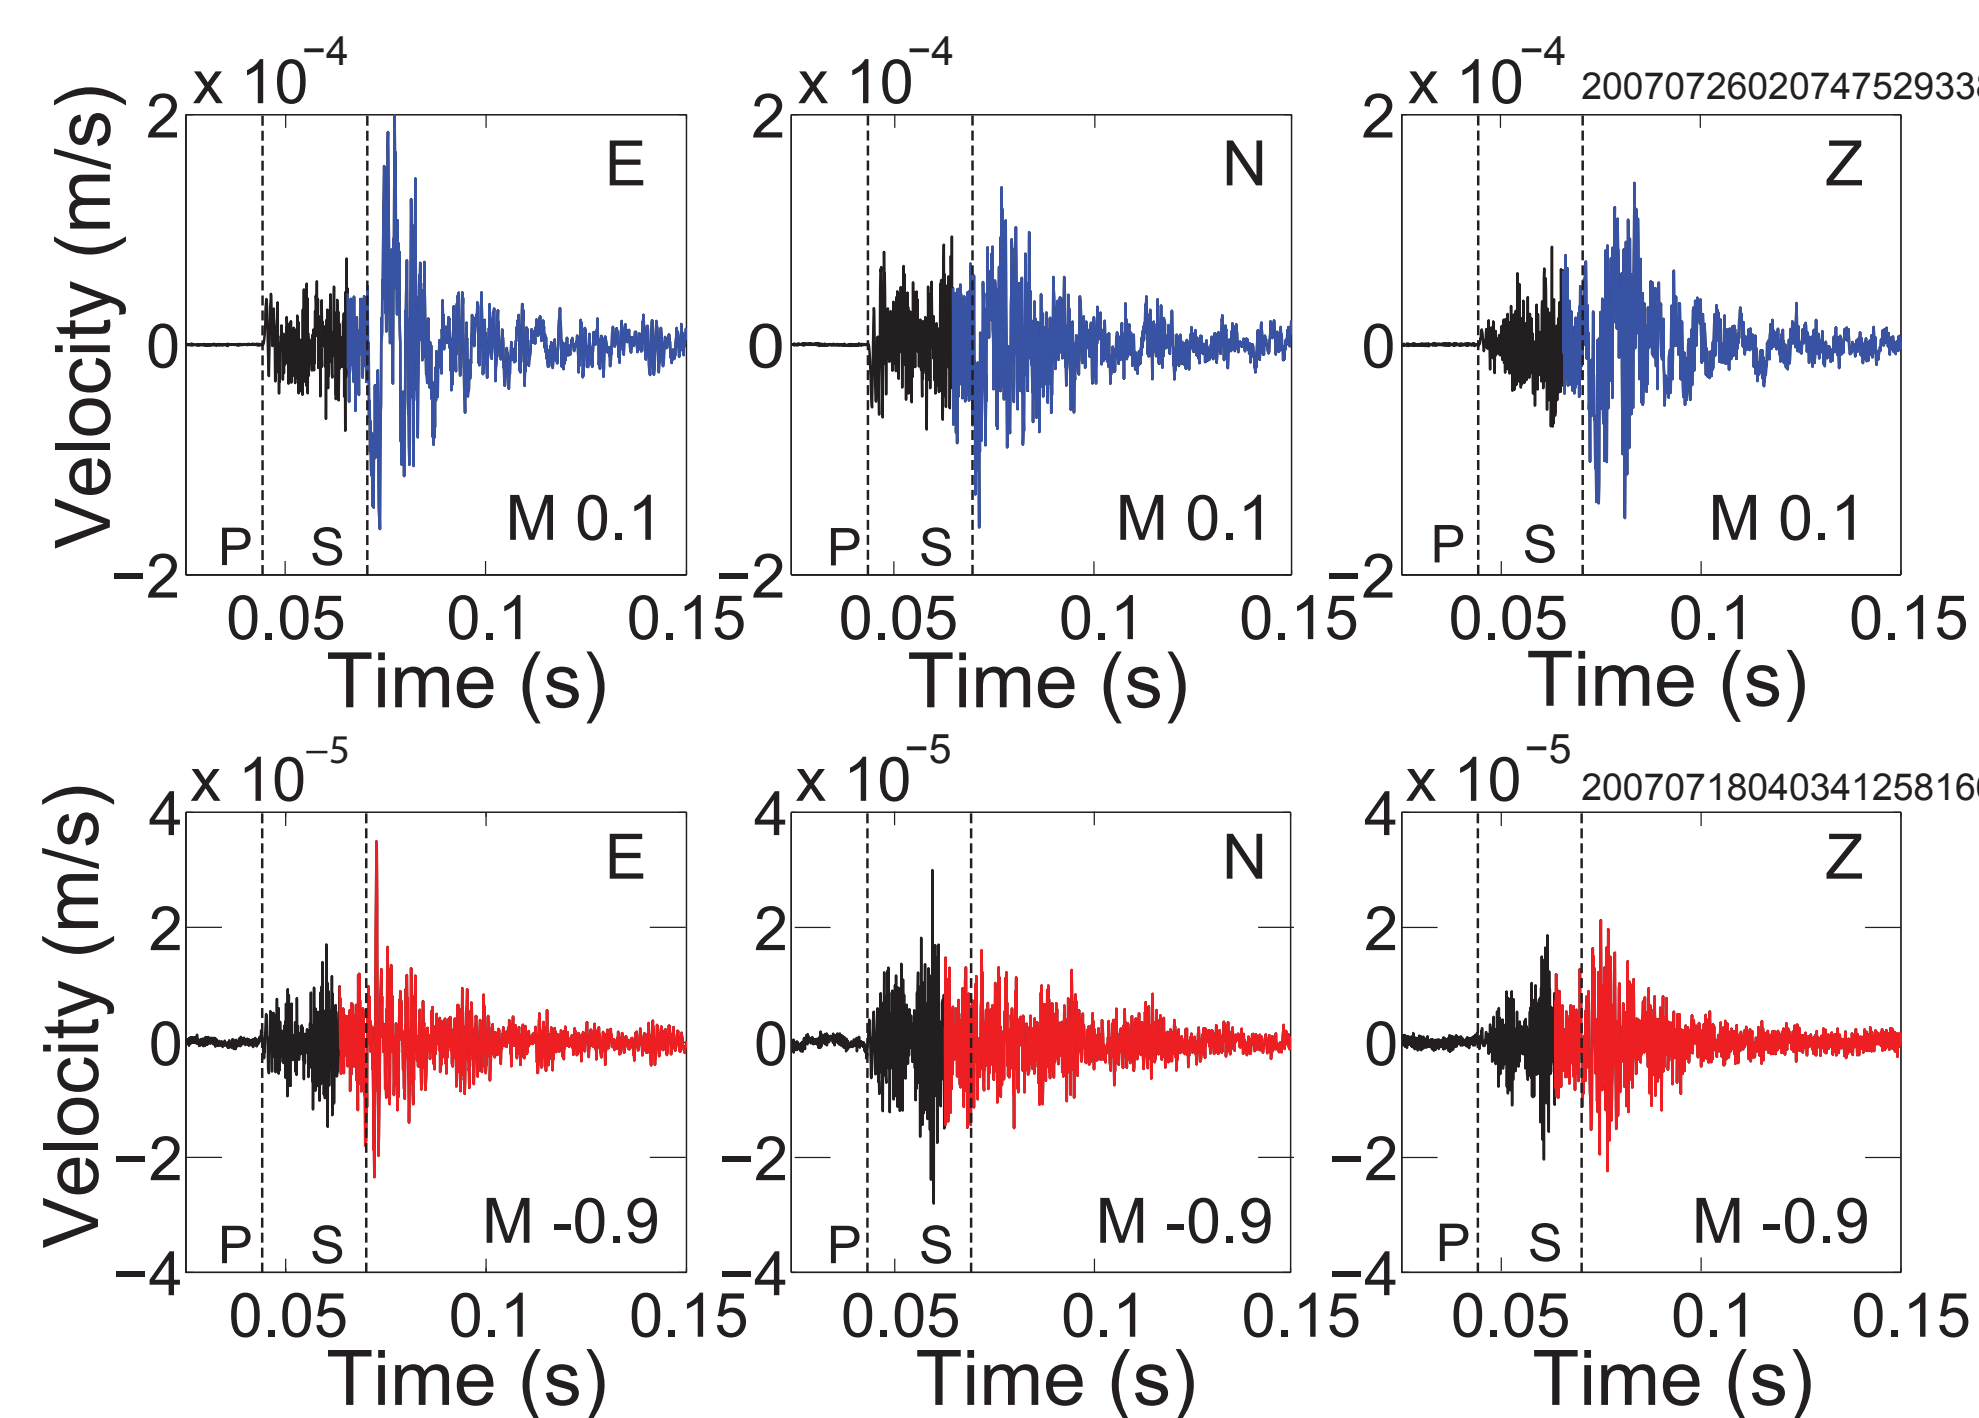 x 10−4 x 10−4 x 10−4 2007072602074752933
2 2 2
E N Z
Velocity (m/s)
0 0 0
M 0.1 M 0.1 M 0.1
P S P S P S
−2 −2 −2
0.05 0.1 0.15 0.05 0.1 0.15 0.05 0.1 0.15
Time (s) Time (s) Time (s)
x 10−5 x 10−5 x 10−5 200707180403412581
4 4 4
E N Z
Velocity (m/s)
2 2 2
0 0 0
−2 −2 −2
M -0.9 M -0.9 M -0.9
P S P S P S
−4 −4 −4
0.05 0.1 0.15 0.05 0.1 0.15 0.05 0.1 0.15
Time (s) Time (s) Time (s)